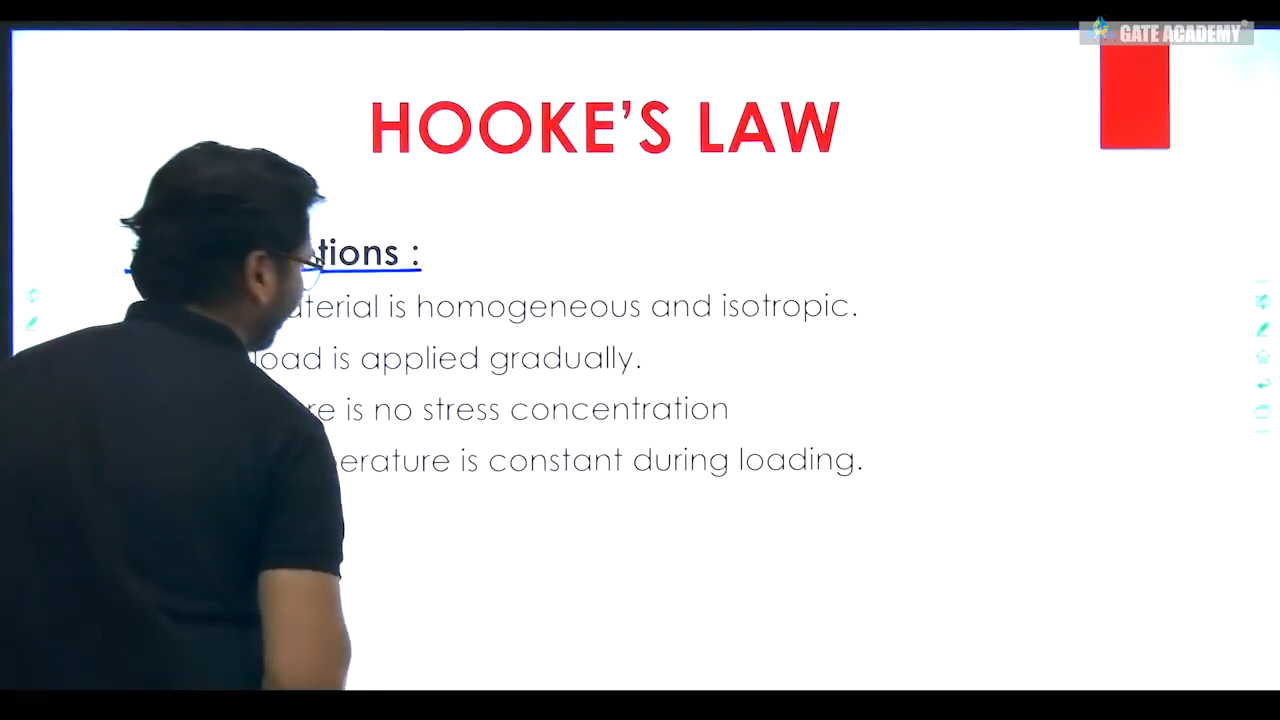 GATE ACADEMY
HOOKE'S LAW
tions :
aterial is homogeneous and isotropic.
load is applied gradually.
re is no stress concentration
erature is constant during loading.